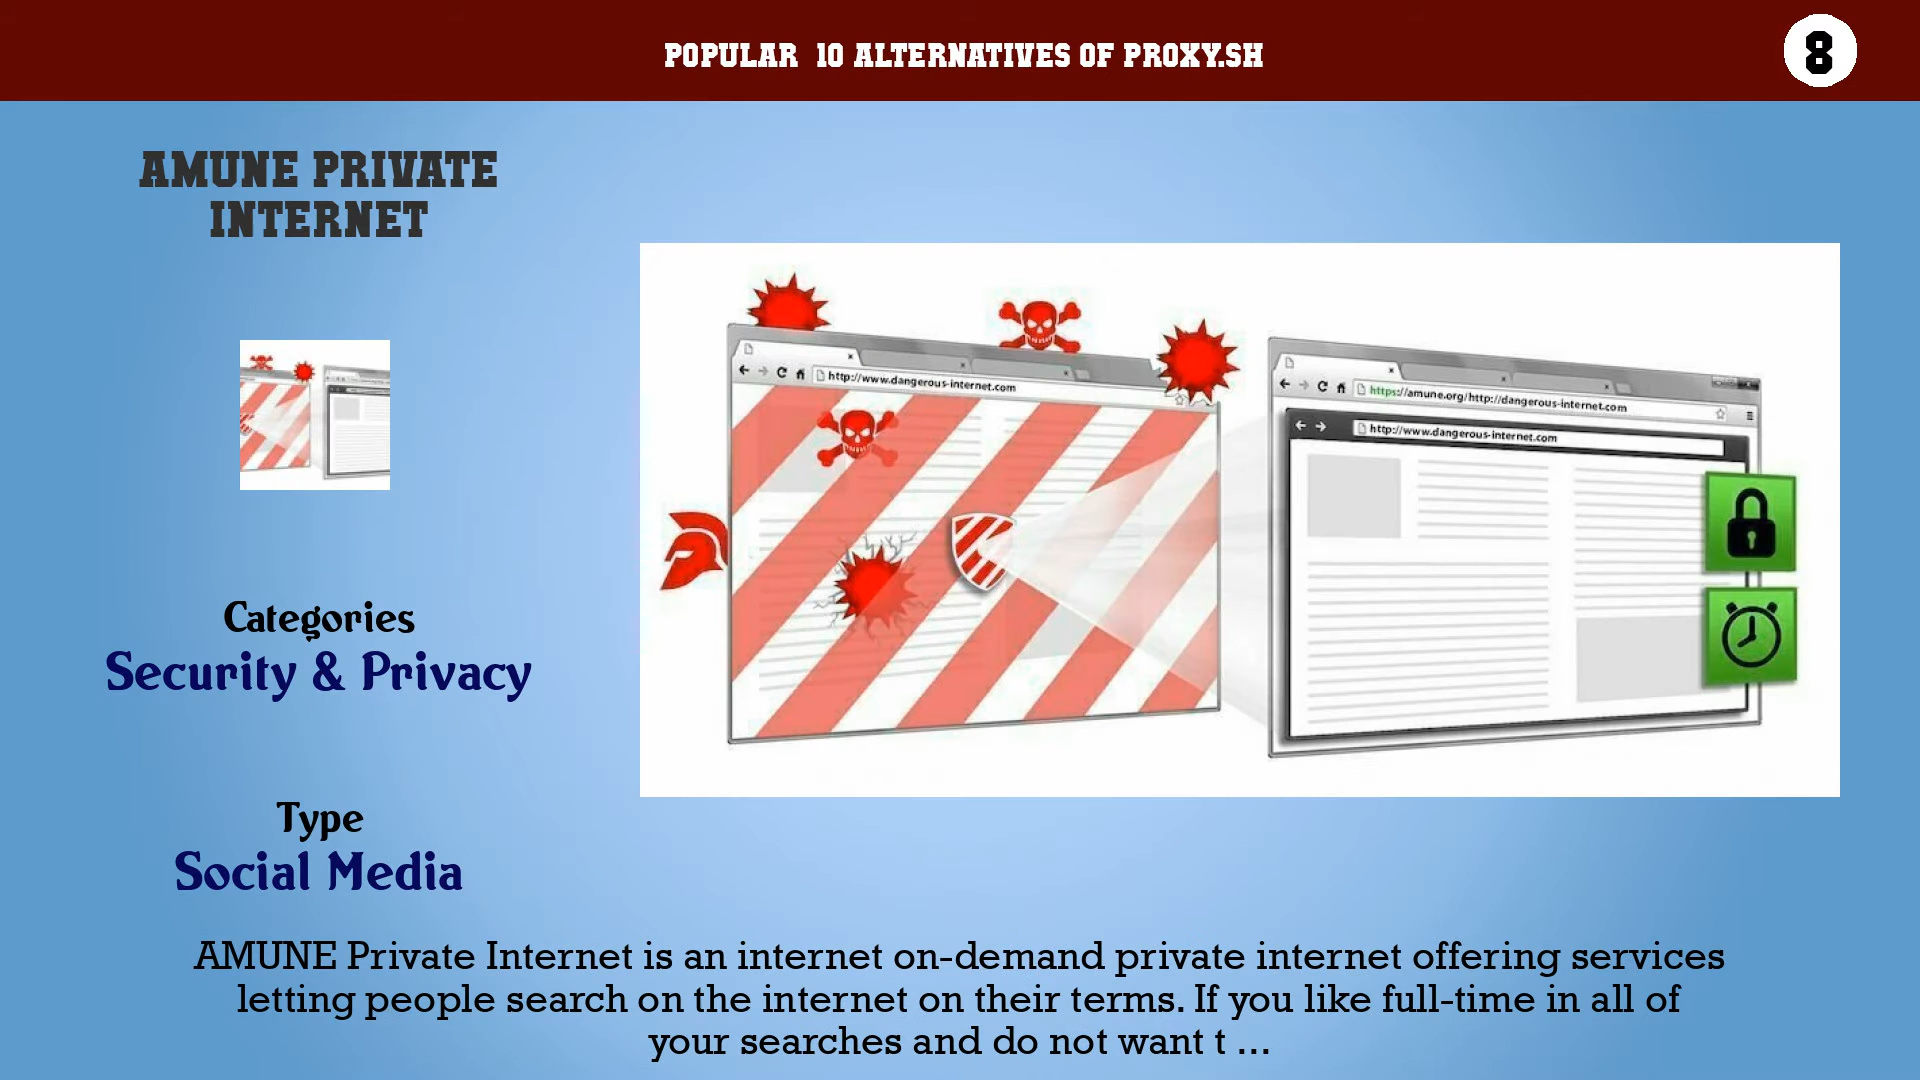 POPULAR 10 ALTERNATIVES OF PROXY.SH
8
AMUNE PRIVATE
INTERNET
Categories
Security & Privacy
Type
Social Media
http://www.dangerous-internet.com
https://amune.org/http://dangerous-internet.com
http://www.dangerous-internet.com
AMUNE Private Internet is an internet on-demand private internet offering services
letting people search on the internet on their terms. If you like full-time in all of
your searches and do not want t ...